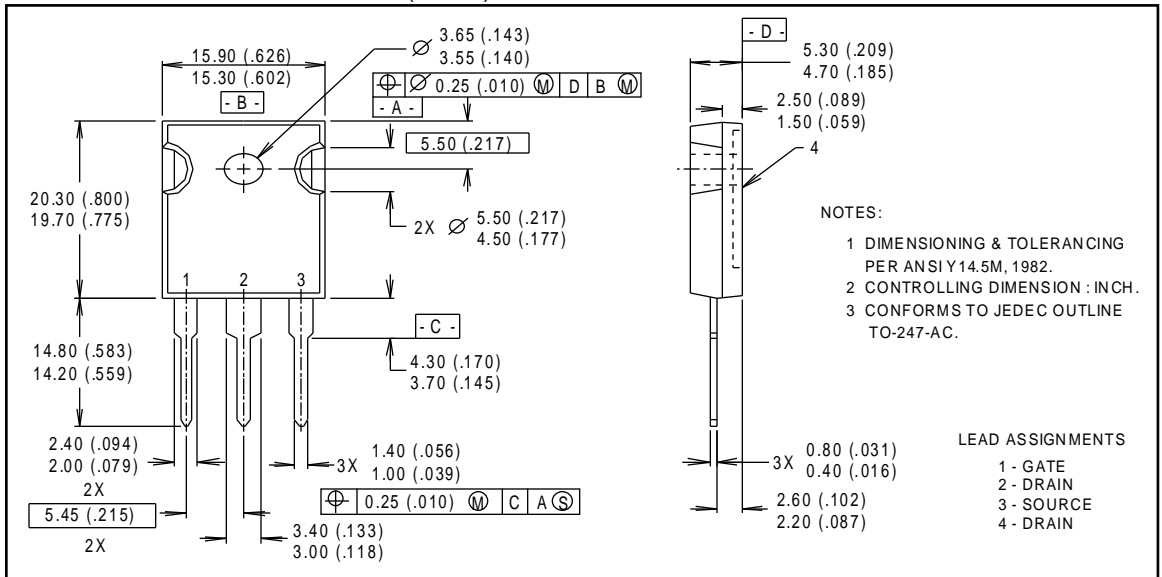 15.90 (.626)
15.30 (.602)
- B -
3.65 (.143)
3.55 (.140)
0.25 (.010) M D B M
- A -
5.50 (.217)
20.30 (.800)
19.70 (.775)
2X 5.50 (.217)
4.50 (.177)
1 2 3
- C -
14.80 (.583)
14.20 (.559)
4.30 (.170)
3.70 (.145)
2.40 (.094)
2.00 (.079)
2X
5.45 (.215)
2X
3X 1.40 (.056)
1.00 (.039)
0.25 (.010) M C A S
3.40 (.133)
3.00 (.118)
- D -
5.30 (.209)
4.70 (.185)
2.50 (.089)
1.50 (.059)
4
NOTES:
1 DIMENSIONING & TOLERANCING
PER ANSI Y14.5M, 1982.
2 CONTROLLING DIMENSION : INCH.
3 CONFORMS TO JEDEC OUTLINE
TO-247-AC.
3X 0.80 (.031)
0.40 (.016)
2.60 (.102)
2.20 (.087)
LEAD ASSIGNMENTS
1 - GATE
2 - DRAIN
3 - SOURCE
4 - DRAIN